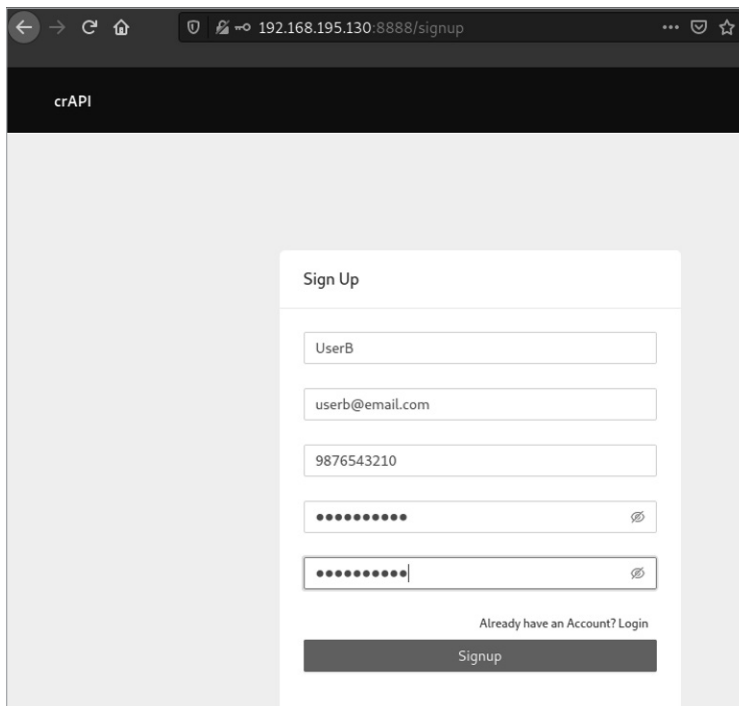 192.168.195.130:8888/signup
crAPI
Sign Up
UserB
userb@email.com
9876543210
●●●●●●●●●●
●●●●●●●●●●
Already have an Account? Login
Signup